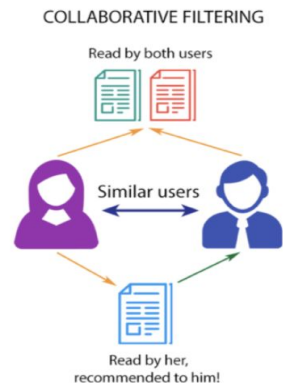 COLLABORATIVE FILTERING
Read by both users
Similar users
Read by her,
recommended to him!